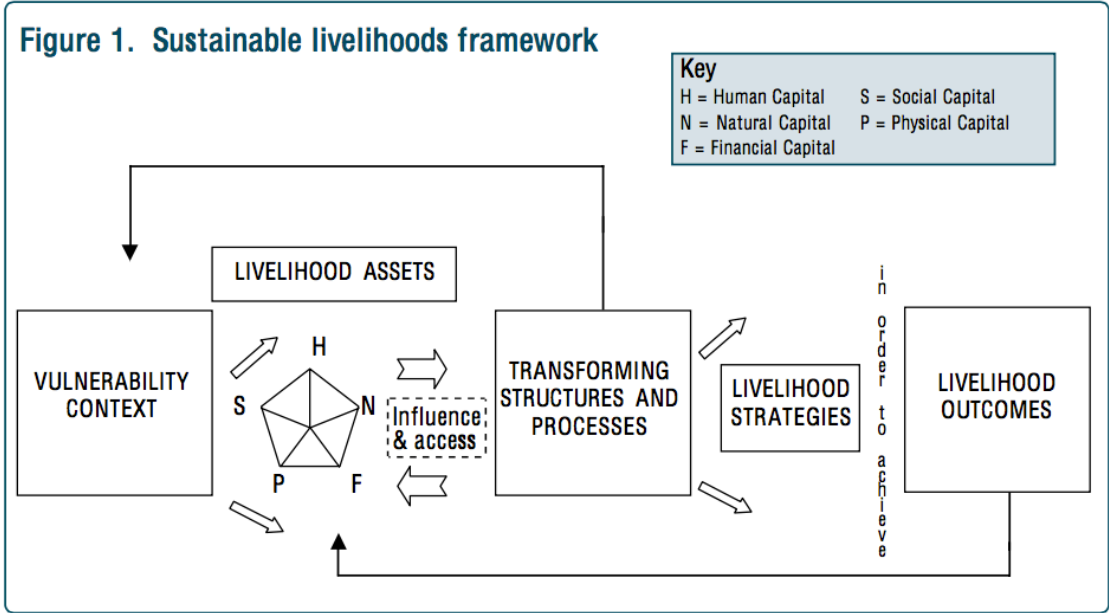 Figure 1. Sustainable livelihoods framework
Key
H = Human Capital S = Social Capital
N = Natural Capital P = Physical Capital
F = Financial Capital
LIVELIHOOD ASSETS
VULNERABILITY
CONTEXT
H
S
N
P
F
Influence
& access
TRANSFORMING
STRUCTURES AND
PROCESSES
LIVELIHOOD
STRATEGIES
in order to achieve
LIVELIHOOD
OUTCOMES